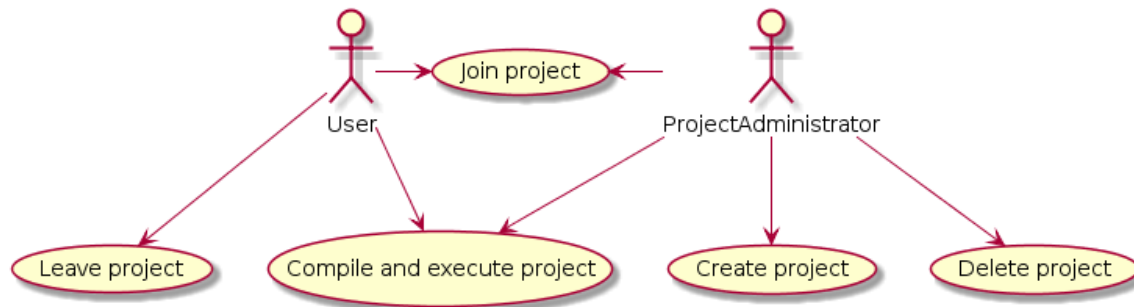 Join project
User
ProjectAdministrator
Leave project
Compile and execute project
Create project
Delete project